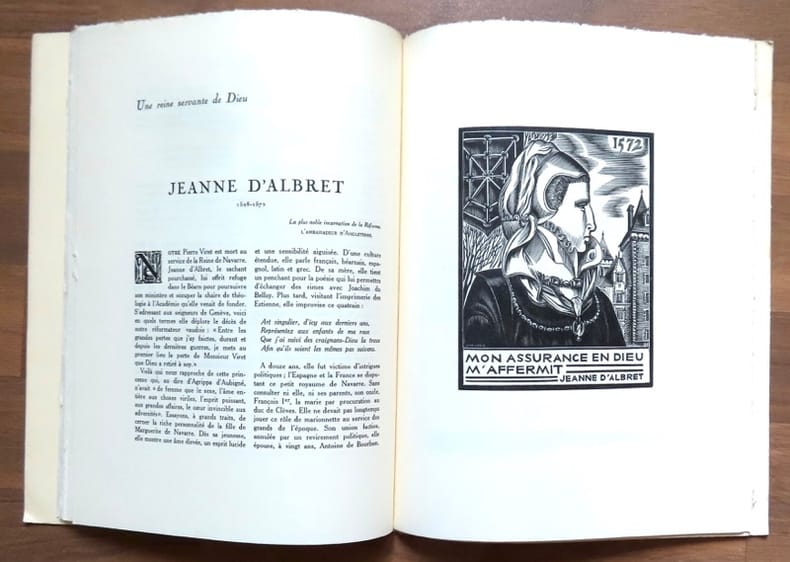 Une reine servante de Dieu
JEANNE D'ALBRET
1528-1572
La plus noble incarnation de la Réforme.
L'AMBASSADEUR D'ANGLETERRE.
NOTRE Pierre Viret est mort au
service de la Reine de Navarre.
Jeanne d'Albret, le sachant
pourchassé, lui offrit refuge
dans le Béarn pour poursuivre
son ministère et occuper la chaire de théo-
logie à l'Académie qu'elle venait de fonder.
S'adressant aux seigneurs de Genève, voici
en quels termes elle déplore le décès de
notre réformateur vaudois : « Entre les
grandes pertes que j'ay faictes, durant et
depuis les dernières guerres, je mets au
premier lieu la perte de Monsieur Viret
que Dieu a retiré à soy. »
Voilà qui nous rapproche de cette prin-
cesse qui, au dire d'Agrippa d'Aubigné,
n'avait « de femme que le sexe, l'âme en-
tière aux choses viriles, l'esprit puissant,
aux grandes affaires, le cœur invincible aux
adversités ». Essayons, à grands traits, de
cerner la riche personnalité de la fille de
Marguerite de Navarre. Dès sa jeunesse,
elle montre une âme élevée, un esprit lucide
et une sensibilité aiguisée. D'une culture
étendue, elle parle français, béarnais, espa-
gnol, latin et grec. De sa mère, elle tient
un penchant pour la poésie qui lui permettra
d'échanger des rimes avec Joachim du
Bellay. Plus tard, visitant l'imprimerie des
Estienne, elle improvise ce quatrain :
Art singulier, d'icy aux derniers ans,
Représentez aux enfants de ma race
Que j'ai suivi des craignans-Dieu la trace
Afin qu'ils soient les mêmes pas suivans.
A douze ans, elle fut victime d'intrigues
politiques ; l'Espagne et la France se dispu-
tant ce petit royaume de Navarre. Sans
consulter ni elle, ni ses parents, son oncle,
François Ier, la marie par procuration au
duc de Clèves. Elle ne devait pas longtemps
jouer ce rôle de marionnette au service des
grands de l'époque. Son union factice,
annulée par un revirement politique, elle
épousa, à vingt ans, Antoine de Bourbon.
1572
MON ASSURANCE EN DIEU
M'AFFERMIT
JEANNE D'ALBRET